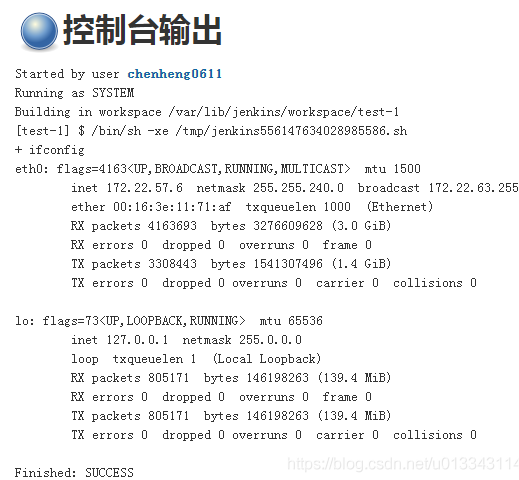 控制台输出
Started by user chenheng0611
Running as SYSTEM
Building in workspace /var/lib/jenkins/workspace/test-1
[test-1] $ /bin/sh -xe /tmp/jenkins556147634028985586.sh
+ ifconfig
eth0: flags=4163<UP,BROADCAST,RUNNING,MULTICAST>  mtu 1500
        inet 172.22.57.6  netmask 255.255.240.0  broadcast 172.22.63.255
        ether 00:16:3e:11:71:af  txqueuelen 1000  (Ethernet)
        RX packets 4163693  bytes 3276609628 (3.0 GiB)
        RX errors 0  dropped 0  overruns 0  frame 0
        TX packets 3308443  bytes 1541307496 (1.4 GiB)
        TX errors 0  dropped 0 overruns 0  carrier 0  collisions 0
lo: flags=73<UP,LOOPBACK,RUNNING>  mtu 65536
        inet 127.0.0.1  netmask 255.0.0.0
        loop  txqueuelen 1  (Local Loopback)
        RX packets 805171  bytes 146198263 (139.4 MiB)
        RX errors 0  dropped 0  overruns 0  frame 0
        TX packets 805171  bytes 146198263 (139.4 MiB)
        TX errors 0  dropped 0 overruns 0  carrier 0  collisions 0
Finished: SUCCESS
https://blog.csdn.net/u013343114